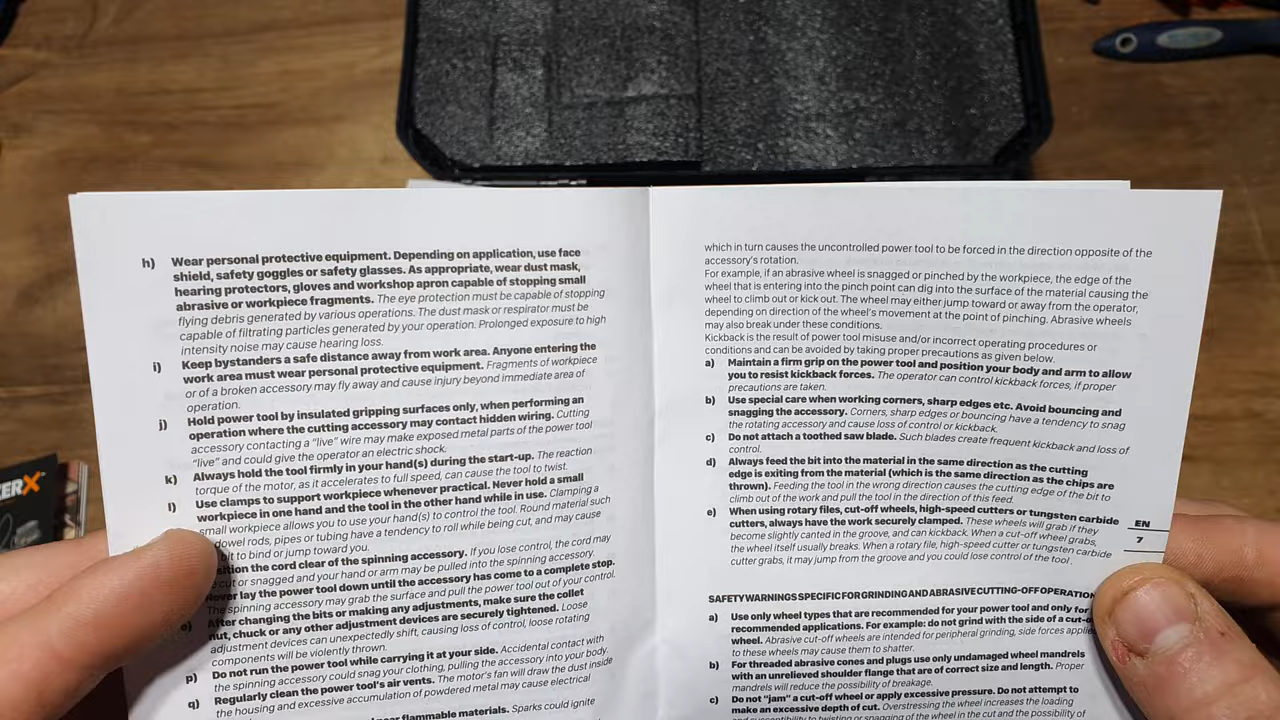 h) Wear personal protective equipment. Depending on application, use face
shield, safety goggles or safety glasses. As appropriate, wear dust mask,
hearing protectors, gloves and workshop apron capable of stopping small
abrasive or workpiece fragments. The eye protection must be capable of stopping
flying debris generated by various operations. The dust mask or respirator must be
capable of filtrating particles generated by your operation. Prolonged exposure to high
intensity noise may cause hearing loss.
i) Keep bystanders a safe distance away from work area. Anyone entering the
work area must wear personal protective equipment. Fragments of workpiece
or of a broken accessory may fly away and cause injury beyond immediate area of
operation.
j) Hold power tool by insulated gripping surfaces only, when performing an
operation where the cutting accessory may contact hidden wiring. Cutting
accessory contacting a "live" wire may make exposed metal parts of the power tool
"live" and could give the operator an electric shock.
k) Always hold the tool firmly in your hand(s) during the start-up. The reaction
torque of the motor, as it accelerates to full speed, can cause the tool to twist.
l) Use clamps to support workpiece whenever practical. Never hold a small
workpiece in one hand and the tool in the other hand while in use. Clamping a
small workpiece allows you to use your hand(s) to control the tool. Round material such
dowel rods, pipes or tubing have a tendency to roll while being cut, and may cause
bit to bind or jump toward you.
the cord clear of the spinning accessory. If you lose control, the cord may
cut or snagged and your hand or arm may be pulled into the spinning accessory.
Never lay the power tool down until the accessory has come to a complete stop.
The spinning accessory may grab the surface and pull the power tool out of your control.
o) After changing the bits or making any adjustments, make sure the collet
nut, chuck or any other adjustment devices are securely tightened. Loose
adjustment devices can unexpectedly shift, causing loss of control, loose rotating
components will be violently thrown.
p) Do not run the power tool while carrying it at your side. Accidental contact with
the spinning accessory could snag your clothing, pulling the accessory into your body.
q) Regularly clean the power tool's air vents. The motor's fan will draw the dust inside
the housing and excessive accumulation of powdered metal may cause electrical
flammable materials. Sparks could ignite
which in turn causes the uncontrolled power tool to be forced in the direction opposite of the
accessory's rotation.
For example, if an abrasive wheel is snagged or pinched by the workpiece, the edge of the
wheel that is entering into the pinch point can dig into the surface of the material causing the
wheel to climb out or kick out. The wheel may either jump toward or away from the operator,
depending on direction of the wheel's movement at the point of pinching. Abrasive wheels
may also break under these conditions.
Kickback is the result of power tool misuse and/or incorrect operating procedures or
conditions and can be avoided by taking proper precautions as given below.
a) Maintain a firm grip on the power tool and position your body and arm to allow
you to resist kickback forces. The operator can control kickback forces, if proper
precautions are taken.
b) Use special care when working corners, sharp edges etc. Avoid bouncing and
snagging the accessory. Corners, sharp edges or bouncing have a tendency to snag
the rotating accessory and cause loss of control or kickback.
c) Do not attach a toothed saw blade. Such blades create frequent kickback and loss of
control.
d) Always feed the bit into the material in the same direction as the cutting
edge is exiting from the material (which is the same direction as the chips are
thrown). Feeding the tool in the wrong direction causes the cutting edge of the bit to
climb out of the work and pull the tool in the direction of this feed.
e) When using rotary files, cut-off wheels, high-speed cutters or tungsten carbide
cutters, always have the work securely clamped. These wheels will grab if they
become slightly canted in the groove, and can kickback. When a cut-off wheel grabs,
the wheel itself usually breaks. When a rotary file, high-speed cutter or tungsten carbide
cutter grabs, it may jump from the groove and you could lose control of the tool.
EN
7
SAFETY WARNINGS SPECIFIC FOR GRINDING AND ABRASIVE CUTTING-OFF OPERATION
a) Use only wheel types that are recommended for your power tool and only for
recommended applications. For example: do not grind with the side of a cut-o
wheel. Abrasive cut-off wheels are intended for peripheral grinding, side forces applie
to these wheels may cause them to shatter.
b) For threaded abrasive cones and plugs use only undamaged wheel mandrels
with an unrelieved shoulder flange that are of correct size and length. Proper
mandrels will reduce the possibility of breakage.
c) Do not "jam" a cut-off wheel or apply excessive pressure. Do not attempt to
make an excessive depth of cut. Overstressing the wheel increases the loading
and susceptibility to twisting or snagging of the wheel in the cut and the possibility of
ERX